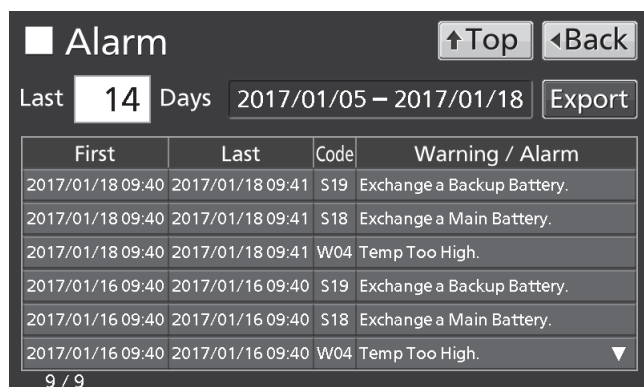 Alarm
↑Top ◂Back
Last 14 Days 2017/01/05 – 2017/01/18 Export
First Last Code Warning / Alarm
2017/01/18 09:40 2017/01/18 09:41 S19 Exchange a Backup Battery.
2017/01/18 09:40 2017/01/18 09:41 S18 Exchange a Main Battery.
2017/01/18 09:40 2017/01/18 09:41 W04 Temp Too High.
2017/01/16 09:40 2017/01/16 09:40 S19 Exchange a Backup Battery.
2017/01/16 09:40 2017/01/16 09:40 S18 Exchange a Main Battery.
2017/01/16 09:40 2017/01/16 09:40 W04 Temp Too High. ▼
9 / 9